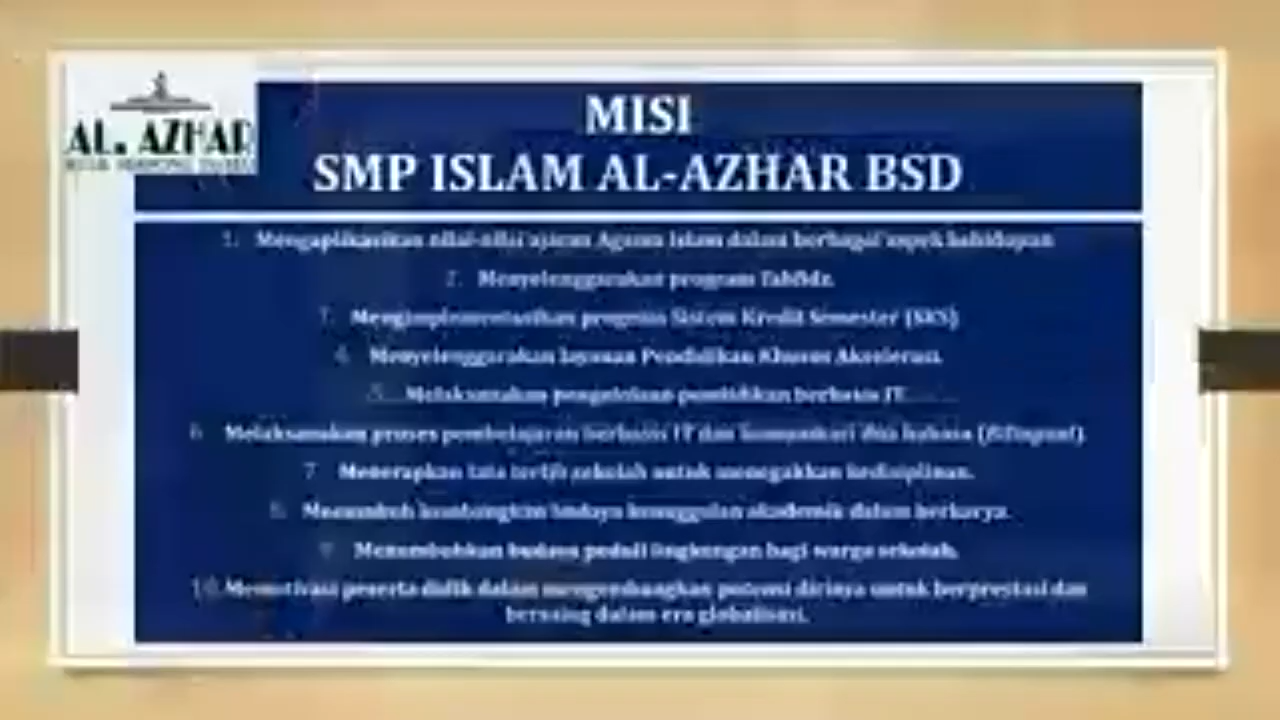 AL. AZHAR
MISI
SMP ISLAM AL-AZHAR BSD
1. Mengaplikasikan nilai-nilai ajaran Agama Islam dalam berbagai aspek kehidupan
2. Menyelenggarakan program Tahfidz.
3. Mengimplementasikan program Sistem Kredit Semester (SKS)
4. Menyelenggarakan layanan Pendidikan Khusus Akselerasi.
5. Melaksanakan pengelolaan pendidikan berbasis IT
6. Melaksanakan proses pembelajaran berbasis IT dan komunikasi dua bahasa (Bilingual).
7. Menerapkan tata tertib sekolah untuk menegakkan kedisiplinan.
8. budaya keunggulan akademik dalam berkarya.
9. Menumbuhkan budaya peduli lingkungan bagi warga sekolah.
10. Memotivasi peserta didik dalam mengembangkan potensi dirinya untuk berprestasi dan
bersaing dalam era globalisasi.